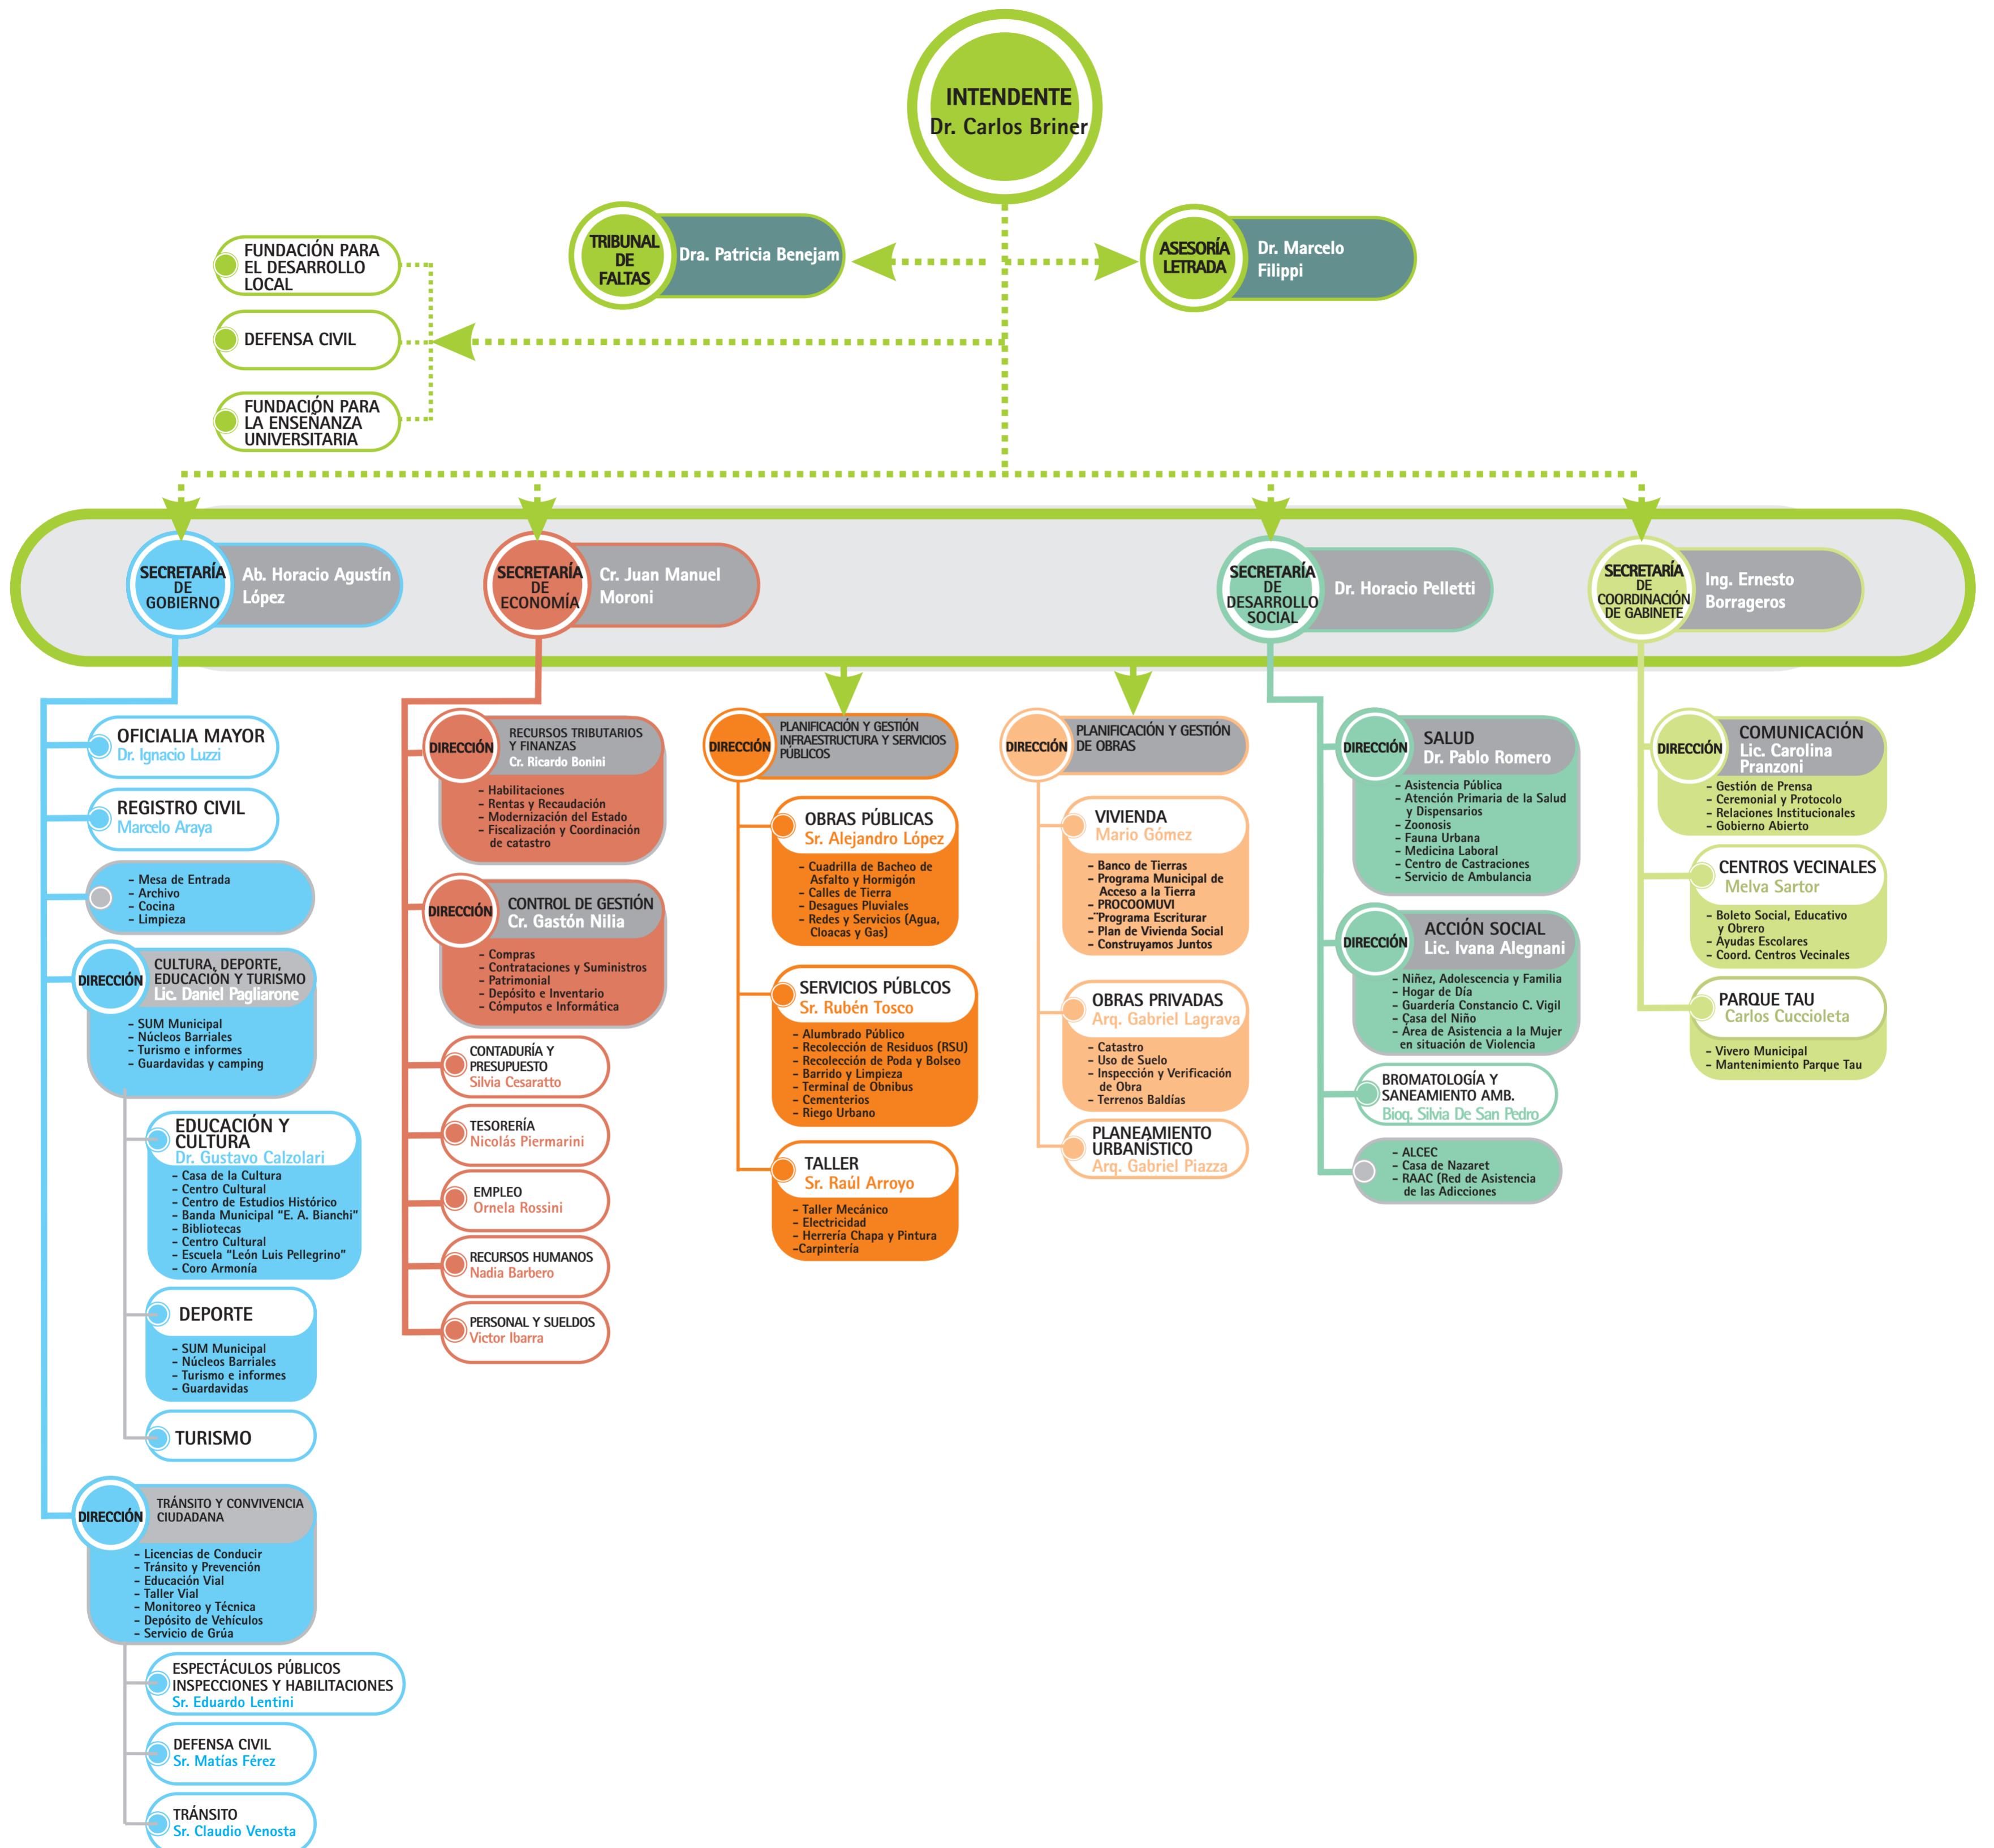 INTENDENTE
Dr. Carlos Briner
TRIBUNAL
DE
FALTAS
Dra. Patricia Benejam
ASESORÍA
LETRADA
Dr. Marcelo
Filippi
FUNDACIÓN PARA
EL DESARROLLO
LOCAL
DEFENSA CIVIL
FUNDACIÓN PARA
LA ENSEÑANZA
UNIVERSITARIA
SECRETARÍA
DE
GOBIERNO
Ab. Horacio Agustín
López
SECRETARÍA
DE
ECONOMÍA
Cr. Juan Manuel
Moroni
SECRETARÍA
DE
DESARROLLO
SOCIAL
Dr. Horacio Pelletti
SECRETARÍA
DE
COORDINACIÓN
DE GABINETE
Ing. Ernesto
Borrageros
OFICIALIA MAYOR
Dr. Ignacio Luzzi
REGISTRO CIVIL
Marcelo Araya
- Mesa de Entrada
- Archivo
- Cocina
- Limpieza
DIRECCIÓN
CULTURA, DEPORTE,
EDUCACIÓN Y TURISMO
Lic. Daniel Pagliarone
- SUM Municipal
- Núcleos Barriales
- Turismo e informes
- Guardavidas y camping
EDUCACIÓN Y
CULTURA
Dr. Gustavo Calzolari
- Casa de la Cultura
- Centro Cultural
- Centro de Estudios Histórico
- Banda Municipal "E. A. Bianchi"
- Bibliotecas
- Centro Cultural
- Escuela "León Luis Pellegrino"
- Coro Armonía
DEPORTE
- SUM Municipal
- Núcleos Barriales
- Turismo e informes
- Guardavidas
TURISMO
DIRECCIÓN
TRÁNSITO Y CONVIVENCIA
CIUDADANA
- Licencias de Conducir
- Tránsito y Prevención
- Educación Vial
- Taller Vial
- Monitoreo y Técnica
- Depósito de Vehículos
- Servicio de Grúa
ESPECTÁCULOS PÚBLICOS
INSPECCIONES Y HABILITACIONES
Sr. Eduardo Lentini
DEFENSA CIVIL
Sr. Matías Férez
TRÁNSITO
Sr. Claudio Venosta
DIRECCIÓN
RECURSOS TRIBUTARIOS
Y FINANZAS
Cr. Ricardo Bonini
- Habilitaciones
- Rentas y Recaudación
- Modernización del Estado
- Fiscalización y Coordinación
de catastro
DIRECCIÓN
CONTROL DE GESTIÓN
Cr. Gastón Nilia
- Compras
- Contrataciones y Suministros
- Patrimonial
- Depósito e Inventario
- Cómputos e Informática
CONTADURÍA Y
PRESUPUESTO
Silvia Cesaratto
TESORERÍA
Nicolás Piermarini
EMPLEO
Ornela Rossini
RECURSOS HUMANOS
Nadia Barbero
PERSONAL Y SUELDOS
Victor Ibarra
DIRECCIÓN
PLANIFICACIÓN Y GESTIÓN
INFRAESTRUCTURA Y SERVICIOS
PÚBLICOS
OBRAS PÚBLICAS
Sr. Alejandro López
- Cuadrilla de Bacheo de
Asfalto y Hormigón
- Calles de Tierra
- Desagues Pluviales
- Redes y Servicios (Agua,
Cloacas y Gas)
SERVICIOS PÚBLCOS
Sr. Rubén Tosco
- Alumbrado Público
- Recolección de Residuos (RSU)
- Recolección de Poda y Bolseo
- Barrido y Limpieza
- Terminal de Obnibus
- Cementerios
- Riego Urbano
TALLER
Sr. Raúl Arroyo
- Taller Mecánico
- Electricidad
- Herrería Chapa y Pintura
-Carpintería
DIRECCIÓN
PLANIFICACIÓN Y GESTIÓN
DE OBRAS
VIVIENDA
Mario Gómez
- Banco de Tierras
- Programa Municipal de
Acceso a la Tierra
- PROCOOMUVI
-¨Programa Escriturar
- Plan de Vivienda Social
- Construyamos Juntos
OBRAS PRIVADAS
Arq. Gabriel Lagrava
- Catastro
- Uso de Suelo
- Inspección y Verificación
de Obra
- Terrenos Baldías
PLANEAMIENTO
URBANÍSTICO
Arq. Gabriel Piazza
DIRECCIÓN
SALUD
Dr. Pablo Romero
- Asistencia Pública
- Atención Primaria de la Salud
y Dispensarios
- Zoonosis
- Fauna Urbana
- Medicina Laboral
- Centro de Castraciones
- Servicio de Ambulancia
DIRECCIÓN
ACCIÓN SOCIAL
Lic. Ivana Alegnani
- Niñez, Adolescencia y Familia
- Hogar de Día
- Guardería Constancio C. Vigil
- Casa del Niño
- Área de Asistencia a la Mujer
en situación de Violencia
BROMATOLOGÍA Y
SANEAMIENTO AMB.
Bioq. Silvia De San Pedro
- ALCEC
- Casa de Nazaret
- RAAC (Red de Asistencia
de las Adicciones
DIRECCIÓN
COMUNICACIÓN
Lic. Carolina
Pranzoni
- Gestión de Prensa
- Ceremonial y Protocolo
- Relaciones Institucionales
- Gobierno Abierto
CENTROS VECINALES
Melva Sartor
- Boleto Social, Educativo
y Obrero
- Ayudas Escolares
- Coord. Centros Vecinales
PARQUE TAU
Carlos Cuccioleta
- Vivero Municipal
- Mantenimiento Parque Tau